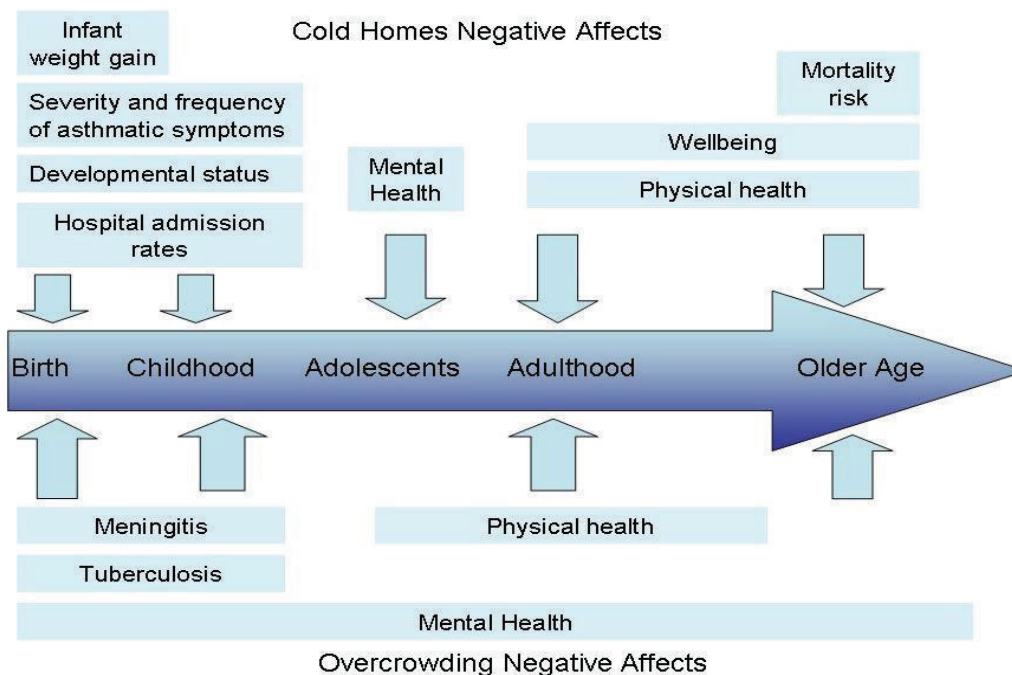 Cold Homes Negative Affects
Infant
weight gain
Severity and frequency
of asthmatic symptoms
Developmental status
Hospital admission
rates
Mental
Health
Mortality
risk
Wellbeing
Physical health
Birth
Childhood
Adolescents
Adulthood
Older Age
Meningitis
Tuberculosis
Physical health
Mental Health
Overcrowding Negative Affects